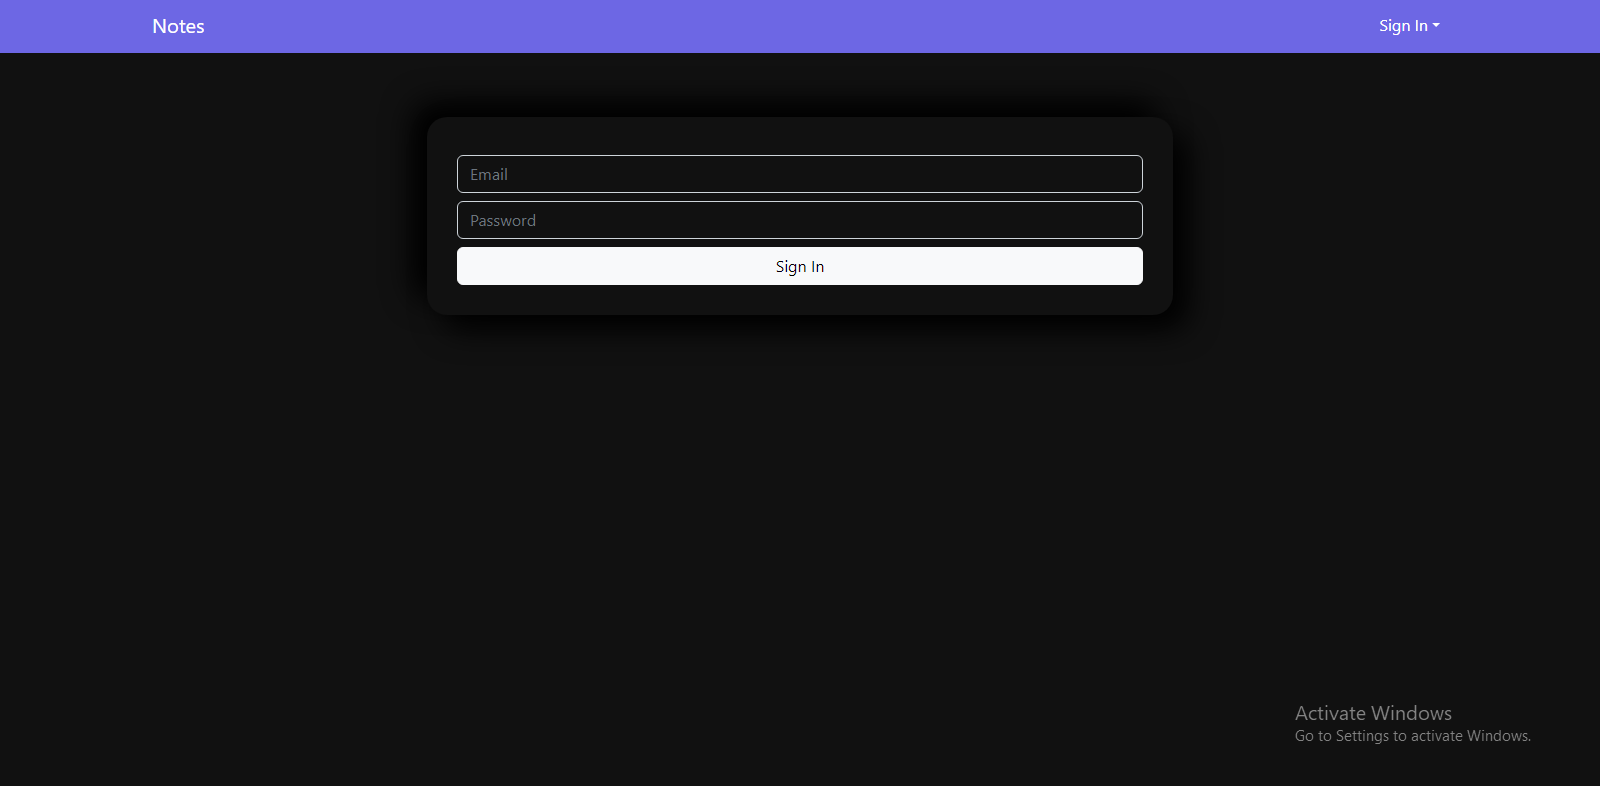 Notes
Sign In
Email
Password
Sign In
Activate Windows
Go to Settings to activate Windows.